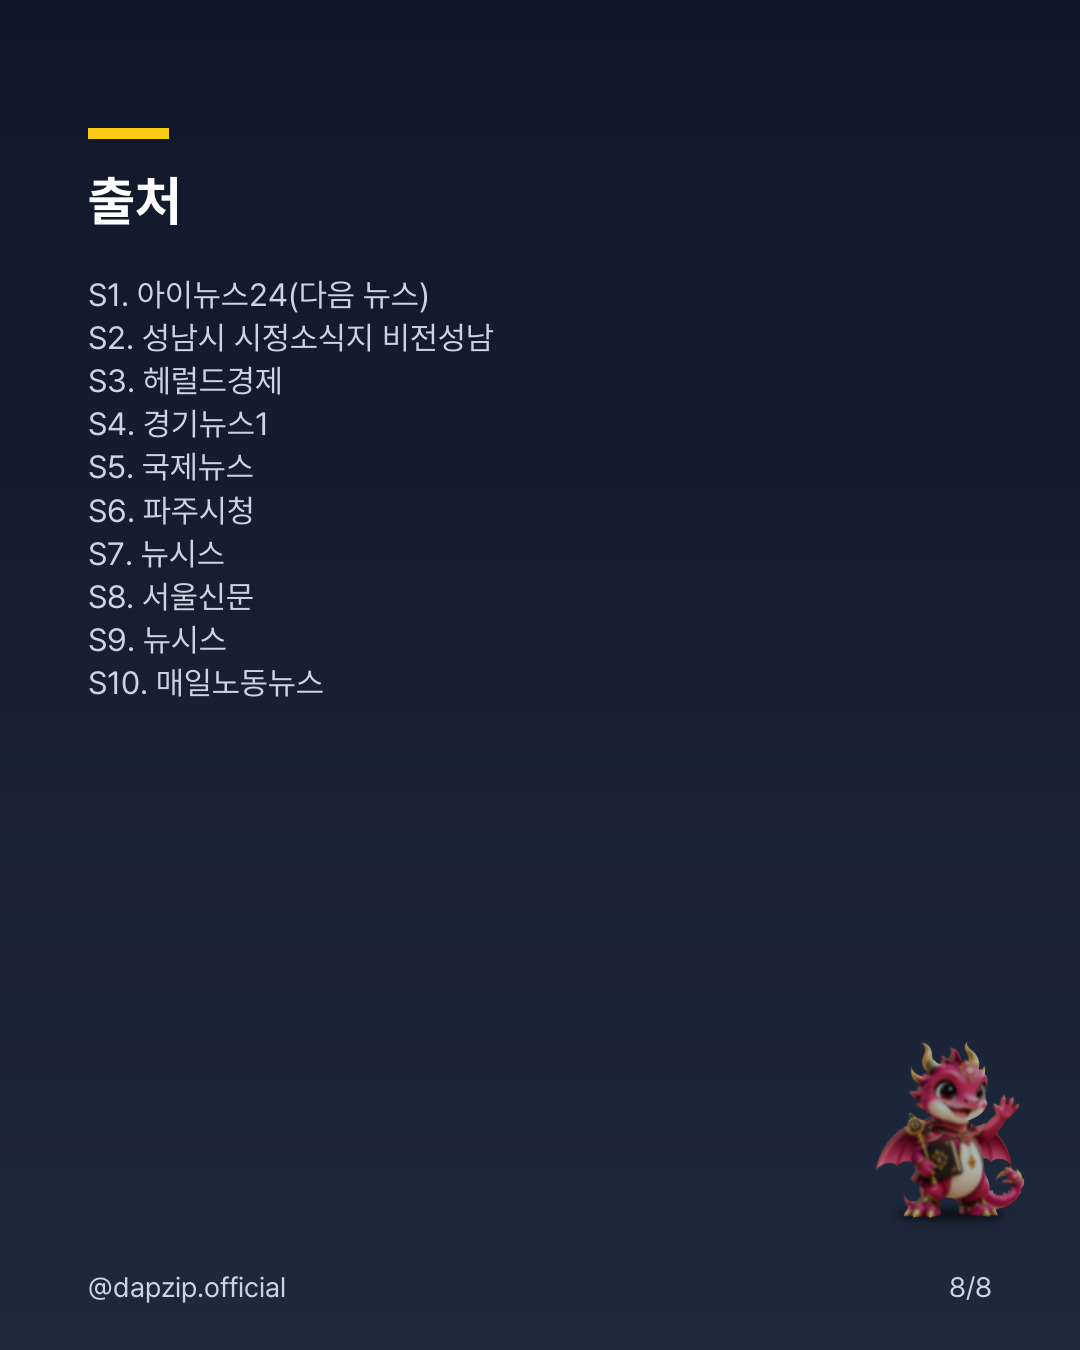 출처
S1. 아이뉴스24(다음 뉴스)
S2. 성남시 시정소식지 비전성남
S3. 헤럴드경제
S4. 경기뉴스1
S5. 국제뉴스
S6. 파주시청
S7. 뉴시스
S8. 서울신문
S9. 뉴시스
S10. 매일노동뉴스
@dapzip.official
8/8